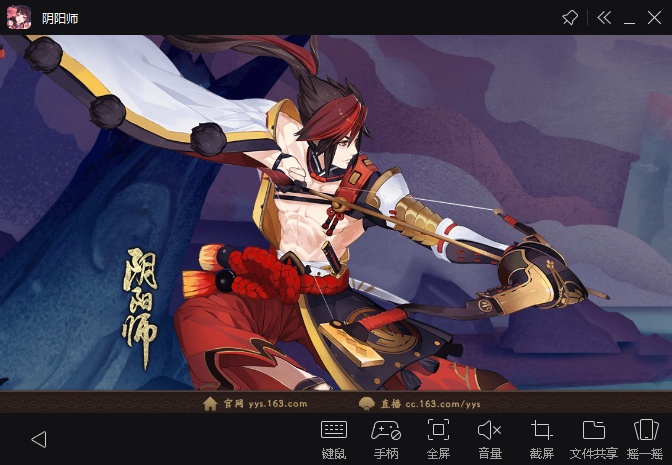 阴阳师
阴阳师
官网 yys.163.com
直播 cc.163.com/yys
键鼠
手柄
全屏
音量
截屏
文件共享
摇一摇